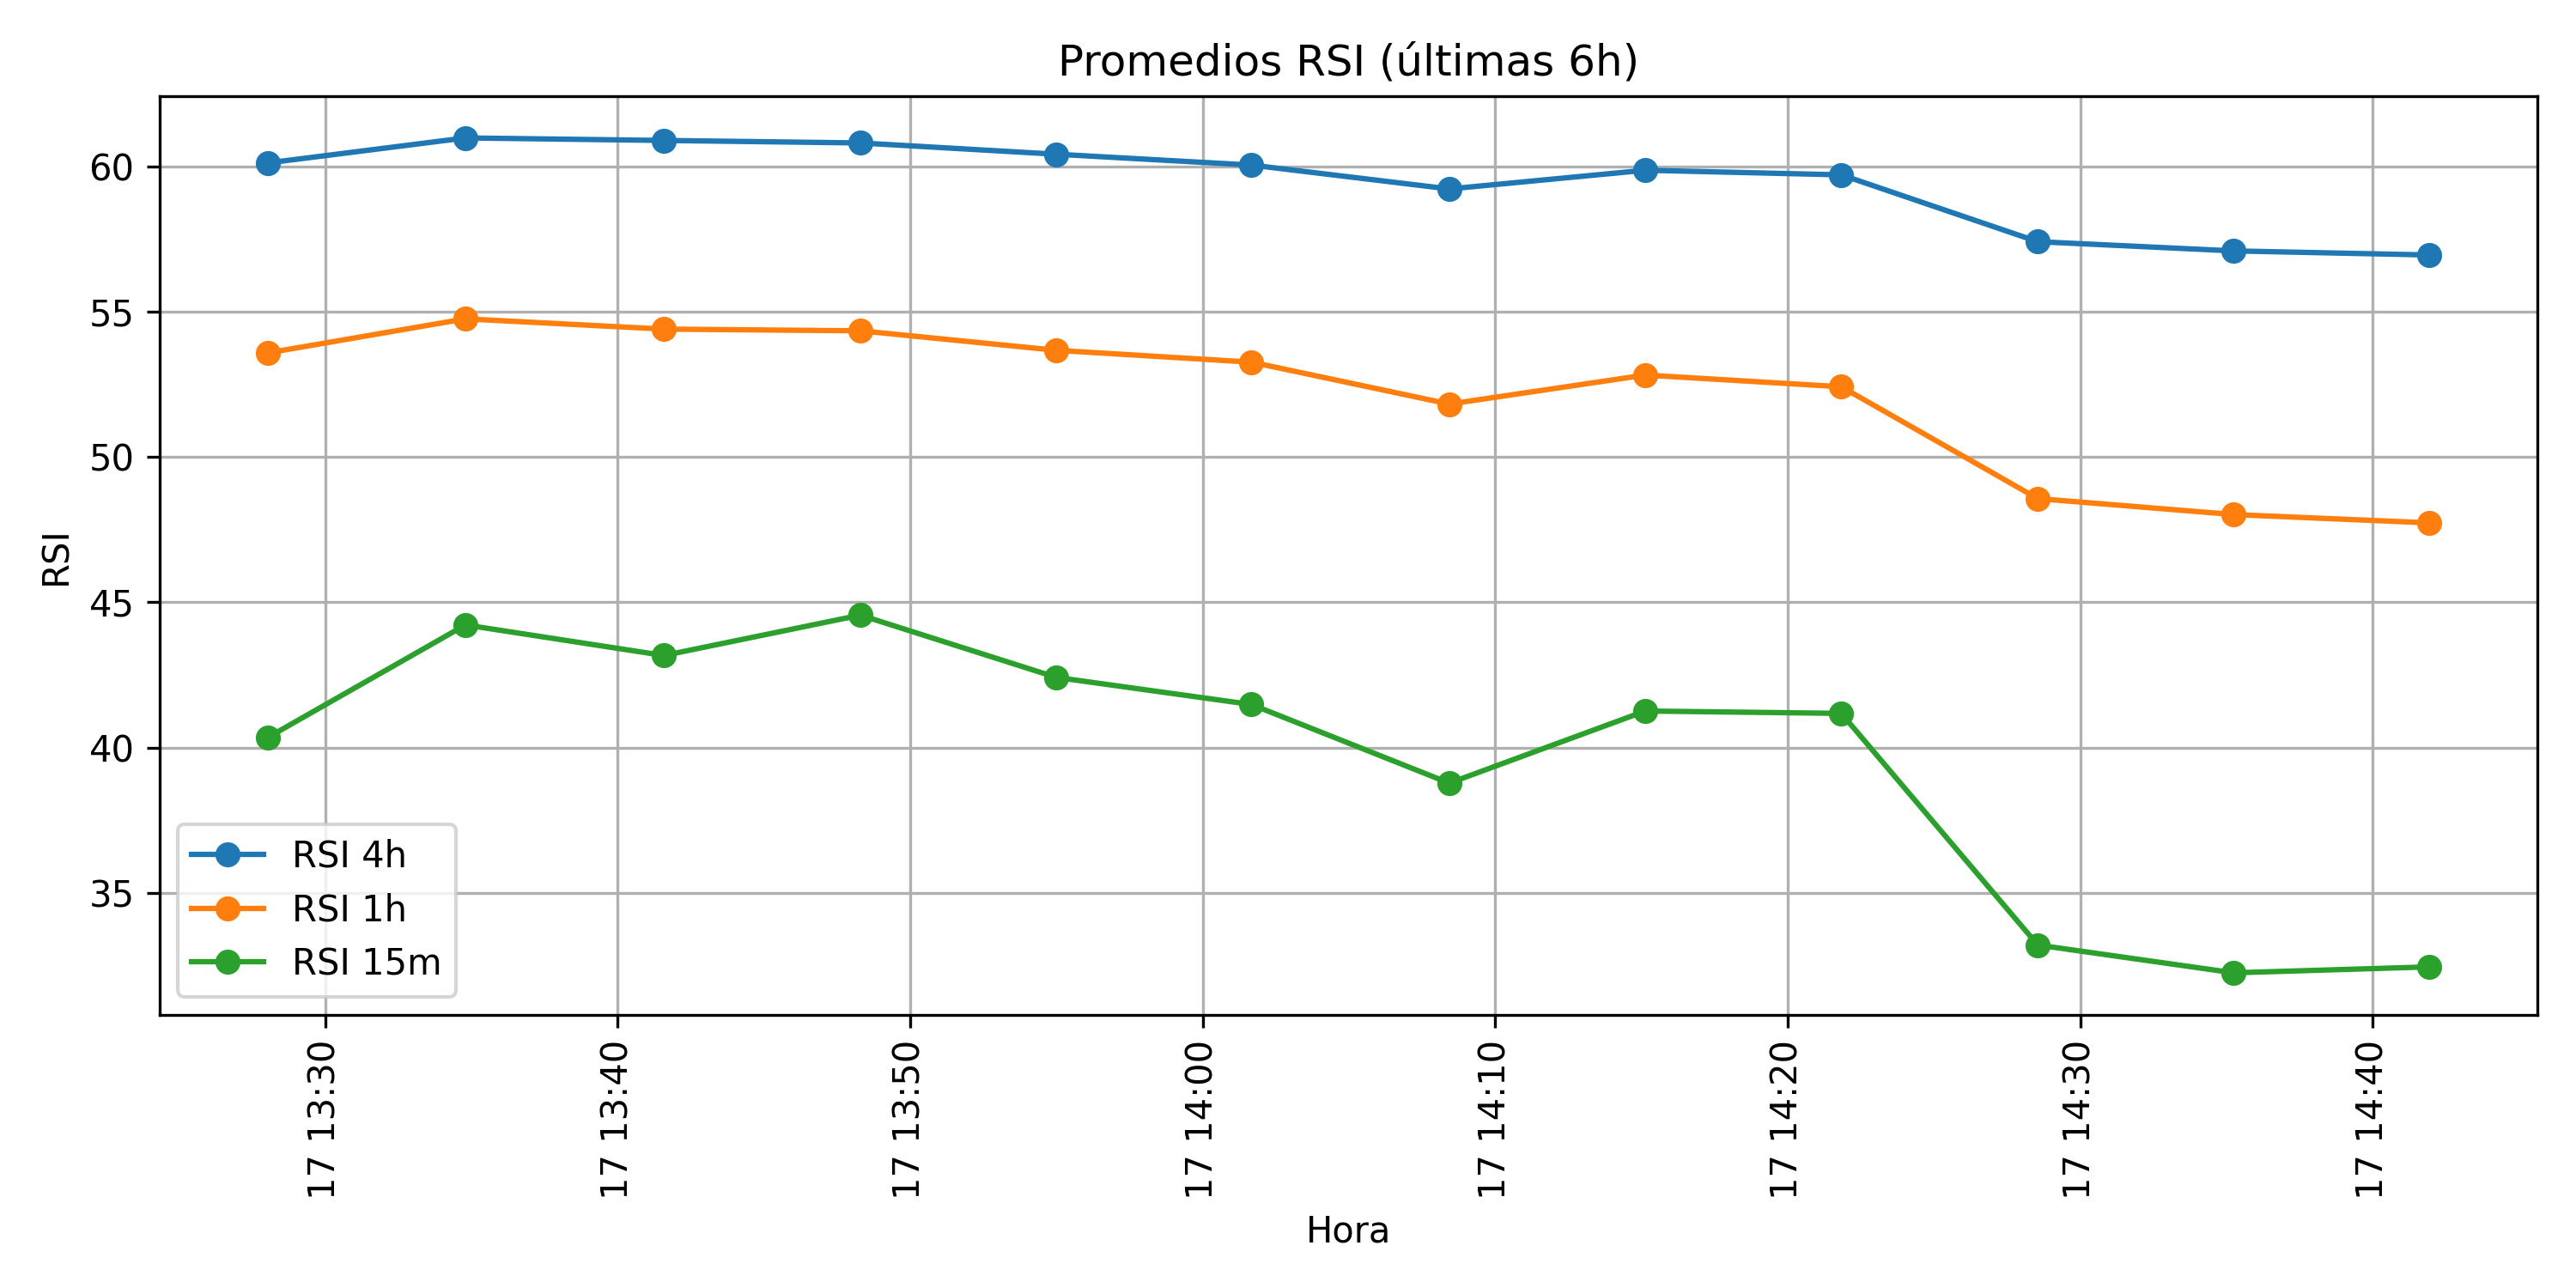 Promedios RSI (últimas 6h)
RSI
60
55
50
45
40
35
RSI 4h
RSI 1h
RSI 15m
17 13:30
17 13:40
17 13:50
17 14:00
17 14:10
17 14:20
17 14:30
17 14:40
Hora